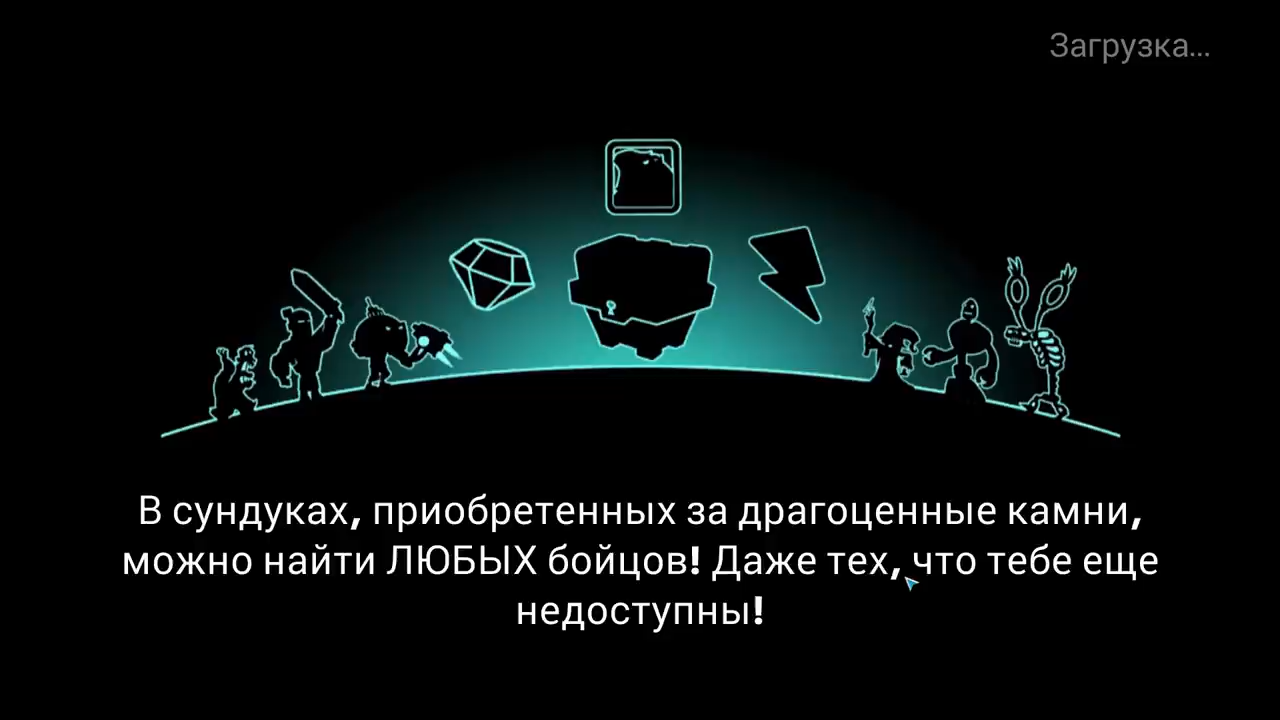 Загрузка...
В сундуках, приобретенных за драгоценные камни,
можно найти ЛЮБЫХ бойцов! Даже тех, что тебе еще
недоступны!